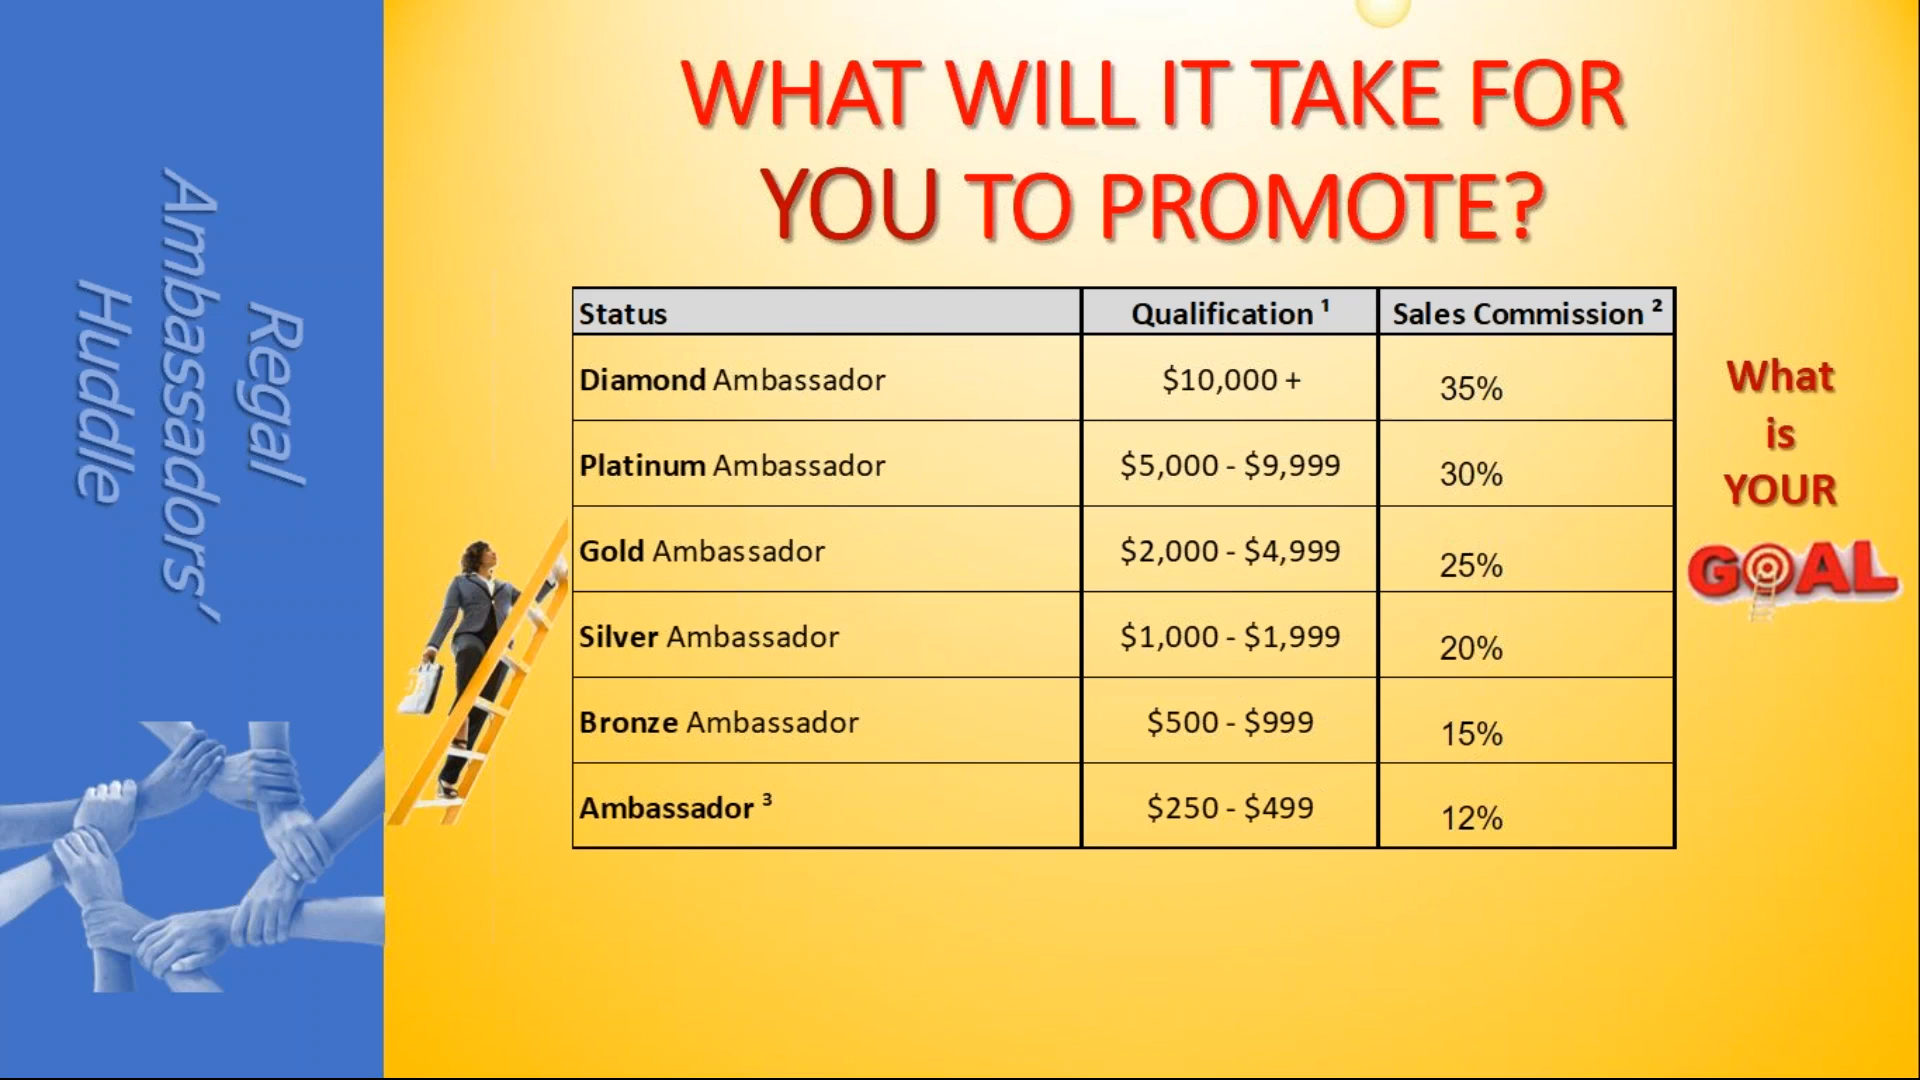 Regal
Ambassadors'
Huddle
WHAT WILL IT TAKE FOR
YOU TO PROMOTE?
Status Qualification ¹ Sales Commission ²
Diamond Ambassador $10,000 + 35%
Platinum Ambassador $5,000 - $9,999 30%
Gold Ambassador $2,000 - $4,999 25%
Silver Ambassador $1,000 - $1,999 20%
Bronze Ambassador $500 - $999 15%
Ambassador ³ $250 - $499 12%
What
is
YOUR
GOAL